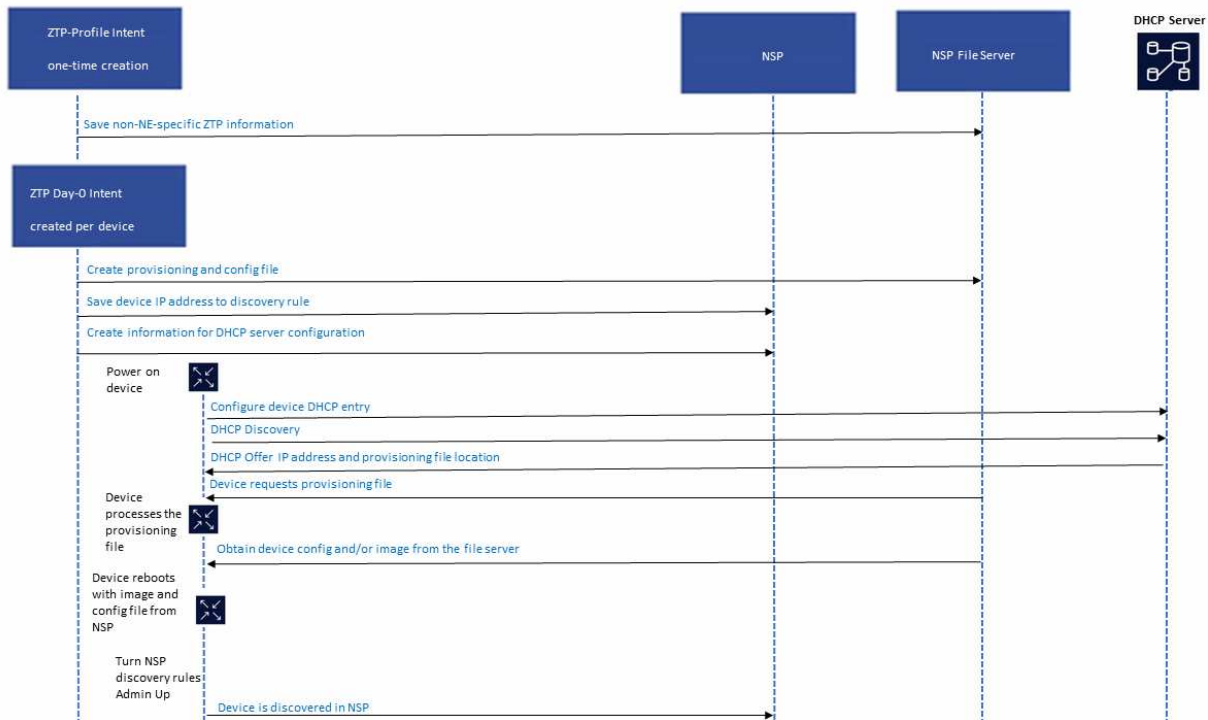 DHCP Server
ZTP-Profile Intent
one-time creation
NSP
NSP File Server
Save non-NE-specific ZTP information
ZTP Day-0 Intent
created per device
Create provisioning and config file
Save device IP address to discovery rule
Create information for DHCP server configuration
Power on
device
Configure device DHCP entry
DHCP Discovery
DHCP Offer IP address and provisioning file location
Device requests provisioning file
Device
processes the
provisioning
file
Obtain device config and/or image from the file server
Device reboots
with image and
config file from
NSP
Turn NSP
discovery rules
Admin Up
Device is discovered in NSP